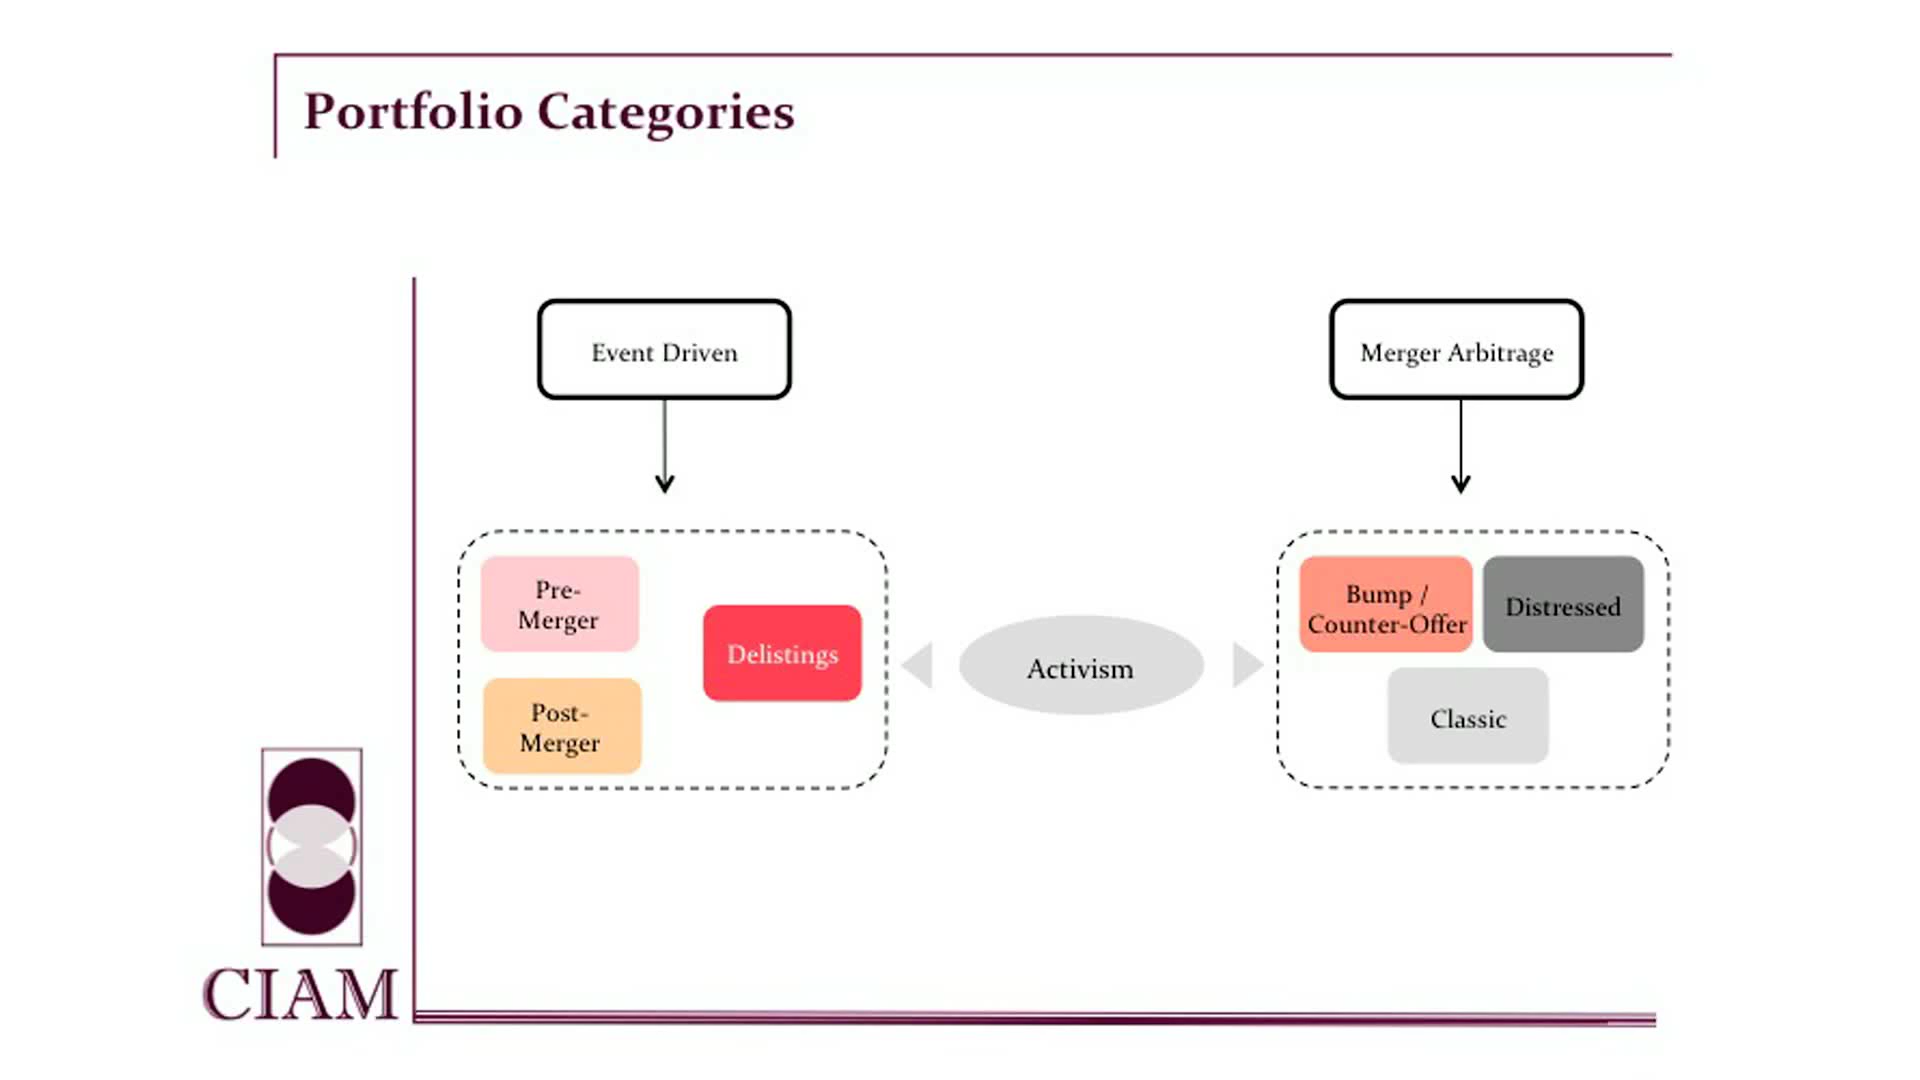 Portfolio Categories
Event Driven
Merger Arbitrage
Pre-
Merger
Post-
Merger
Delistings
Activism
Bump /
Counter-Offer
Distressed
Classic
CIAM